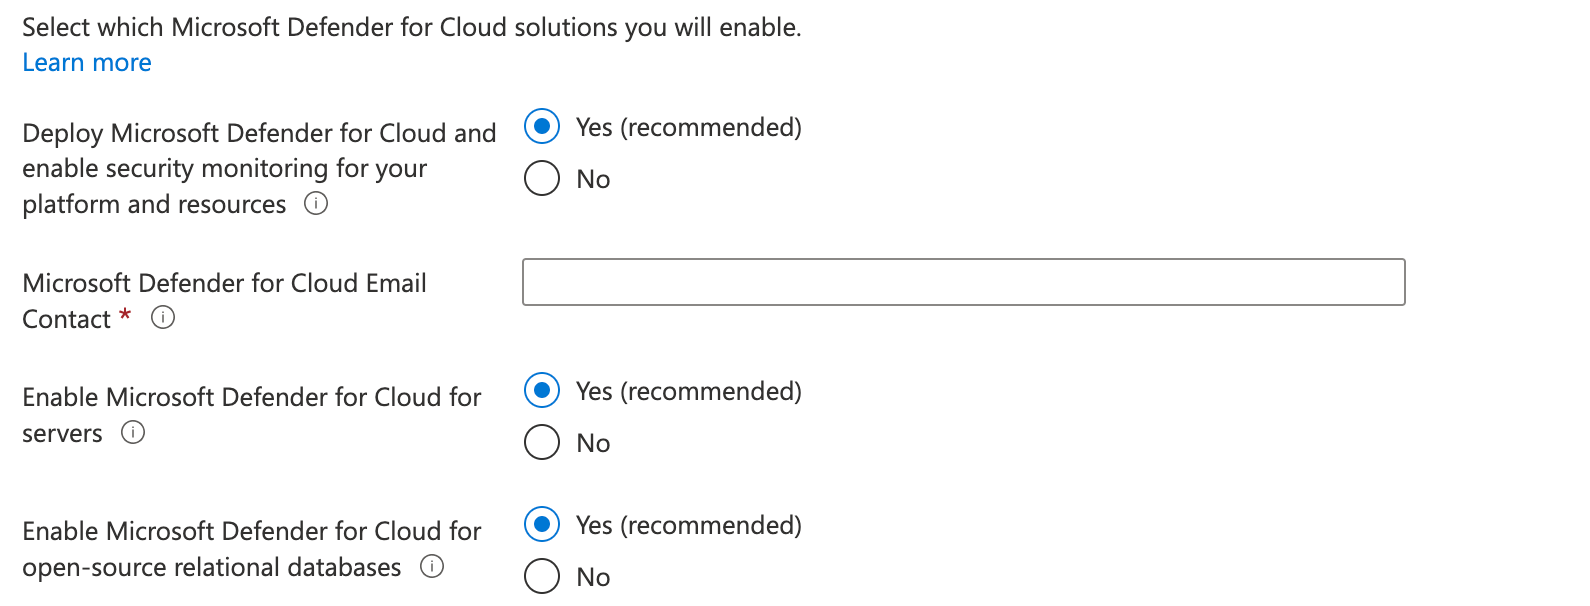 Select which Microsoft Defender for Cloud solutions you will enable.
Learn more
Deploy Microsoft Defender for Cloud and
enable security monitoring for your
platform and resources
Yes (recommended)
No
Microsoft Defender for Cloud Email
Contact *
Enable Microsoft Defender for Cloud for
servers
Yes (recommended)
No
Enable Microsoft Defender for Cloud for
open-source relational databases
Yes (recommended)
No